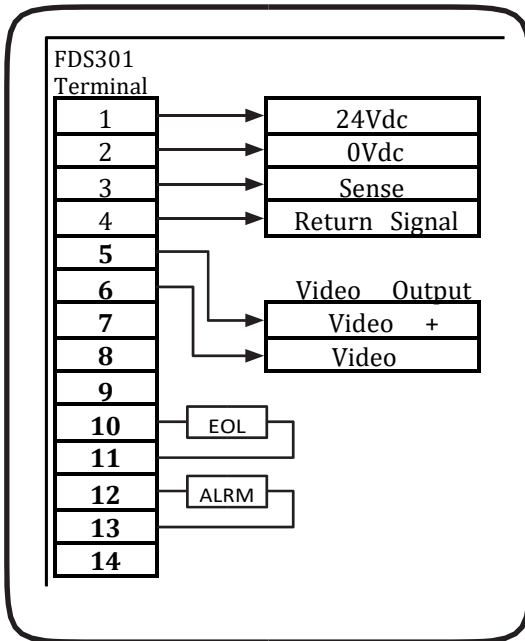 FDS301
Terminal
1 24Vdc
2 0Vdc
3 Sense
4 Return Signal
5
6 Video Output
7 Video +
8 Video
9
10 EOL
11
12 ALRM
13
14